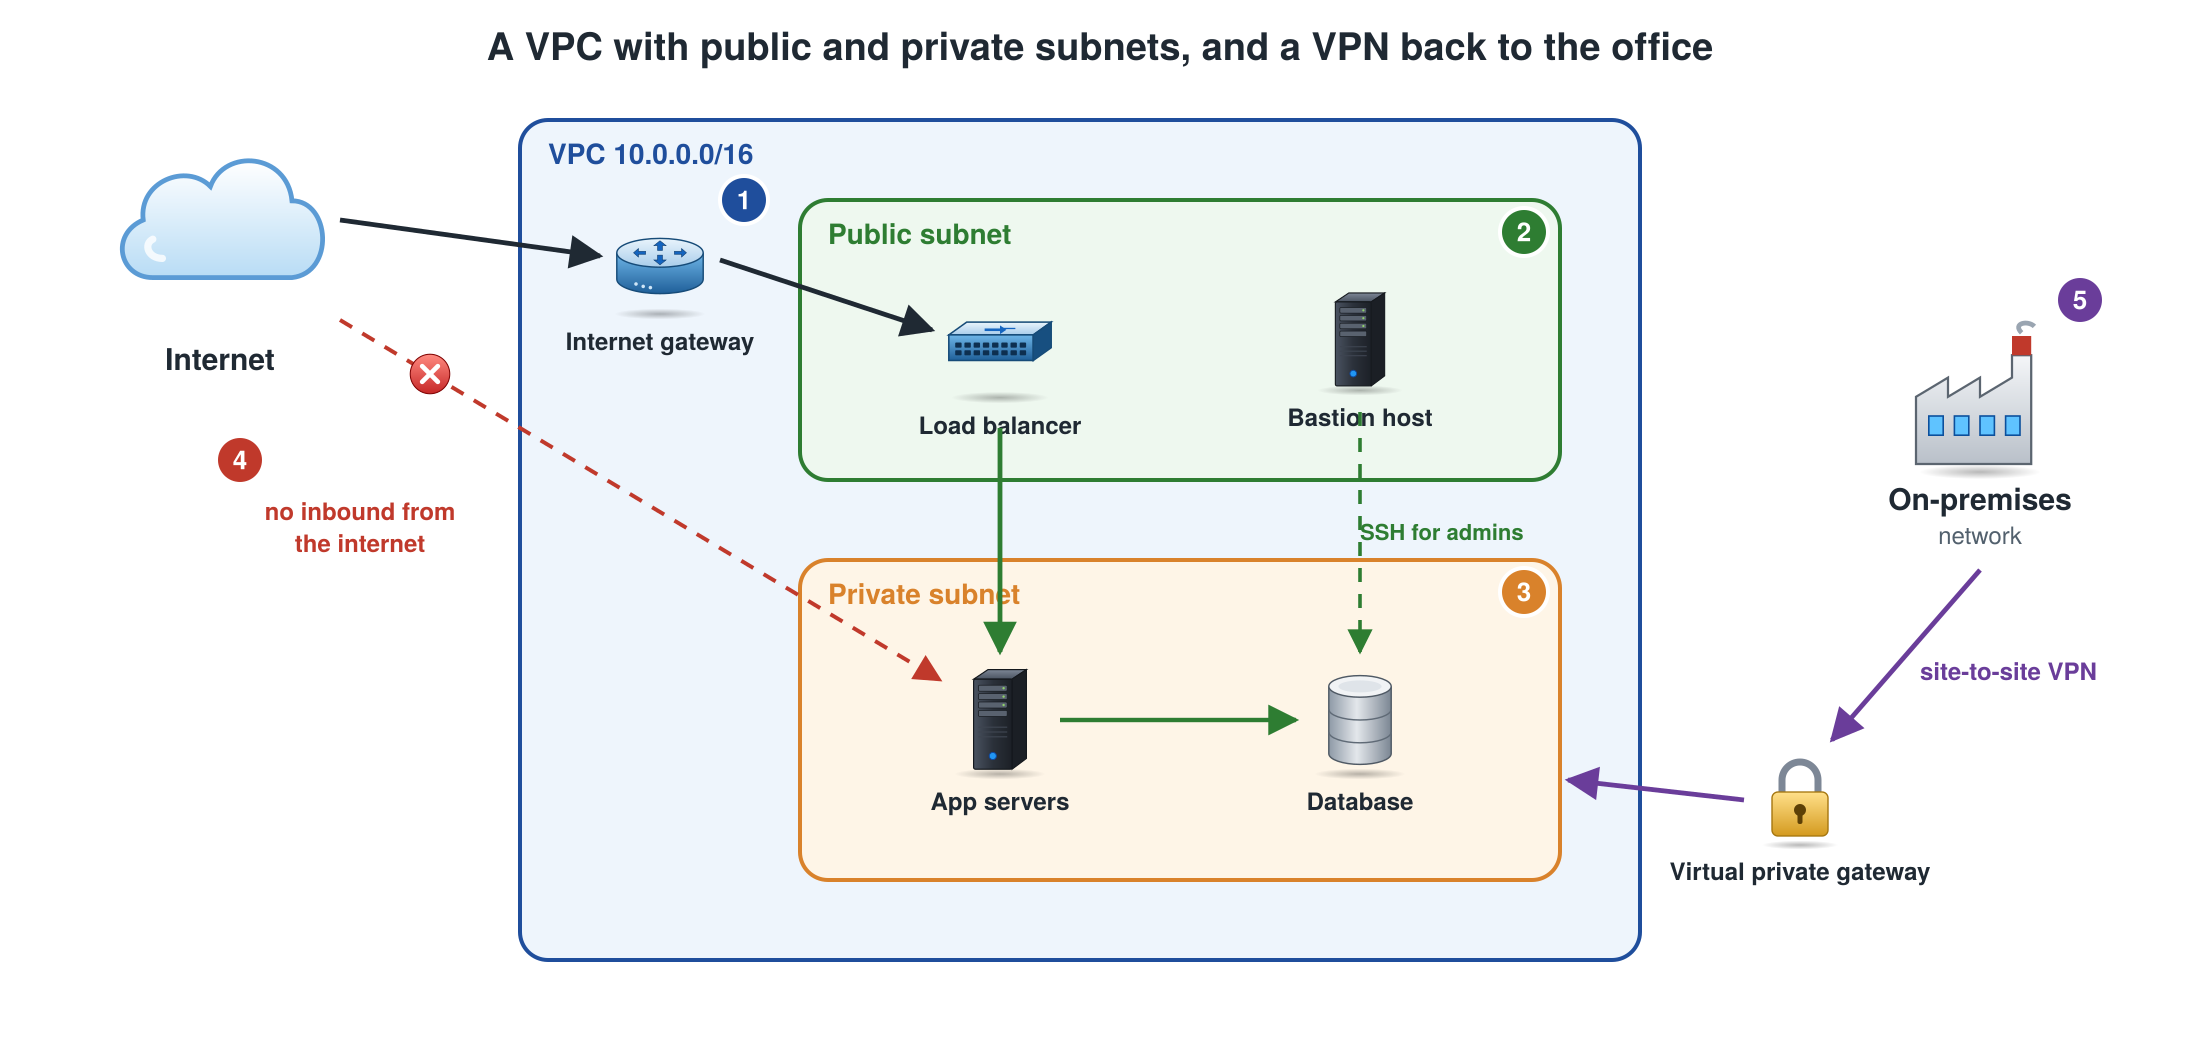 A VPC with public and private subnets, and a VPN back to the office
VPC 10.0.0.0/16
1
Public subnet
2
Internet gateway
Internet
Load balancer
Bastion host
4
no inbound from
the internet
SSH for admins
Private subnet
3
App servers
Database
5
On-premises
network
site-to-site VPN
Virtual private gateway